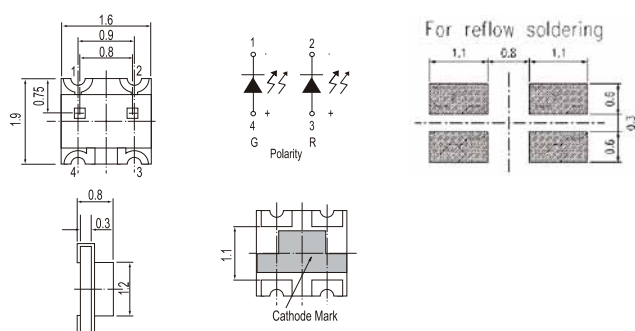 1.6
0.9
0.8
1 2
0.75
1.9
4 3
1 2
- -
4 + 3 +
G R
Polarity
For reflow soldering
1.1 0.8 1.1
0.6
0.3
0.6
0.8
0.3
1.2
1.1
Cathode Mark